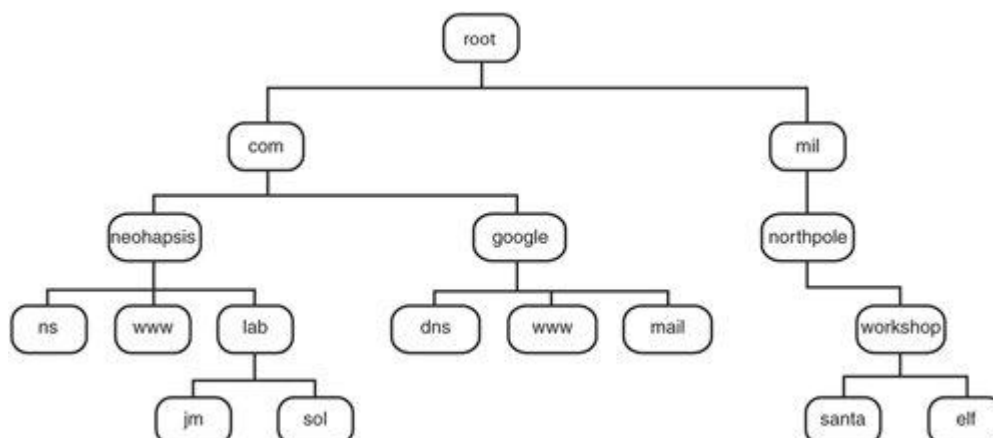 root
com
mil
neohapsis
google
northpole
ns
www
lab
dns
www
mail
workshop
jm
sol
santa
elf